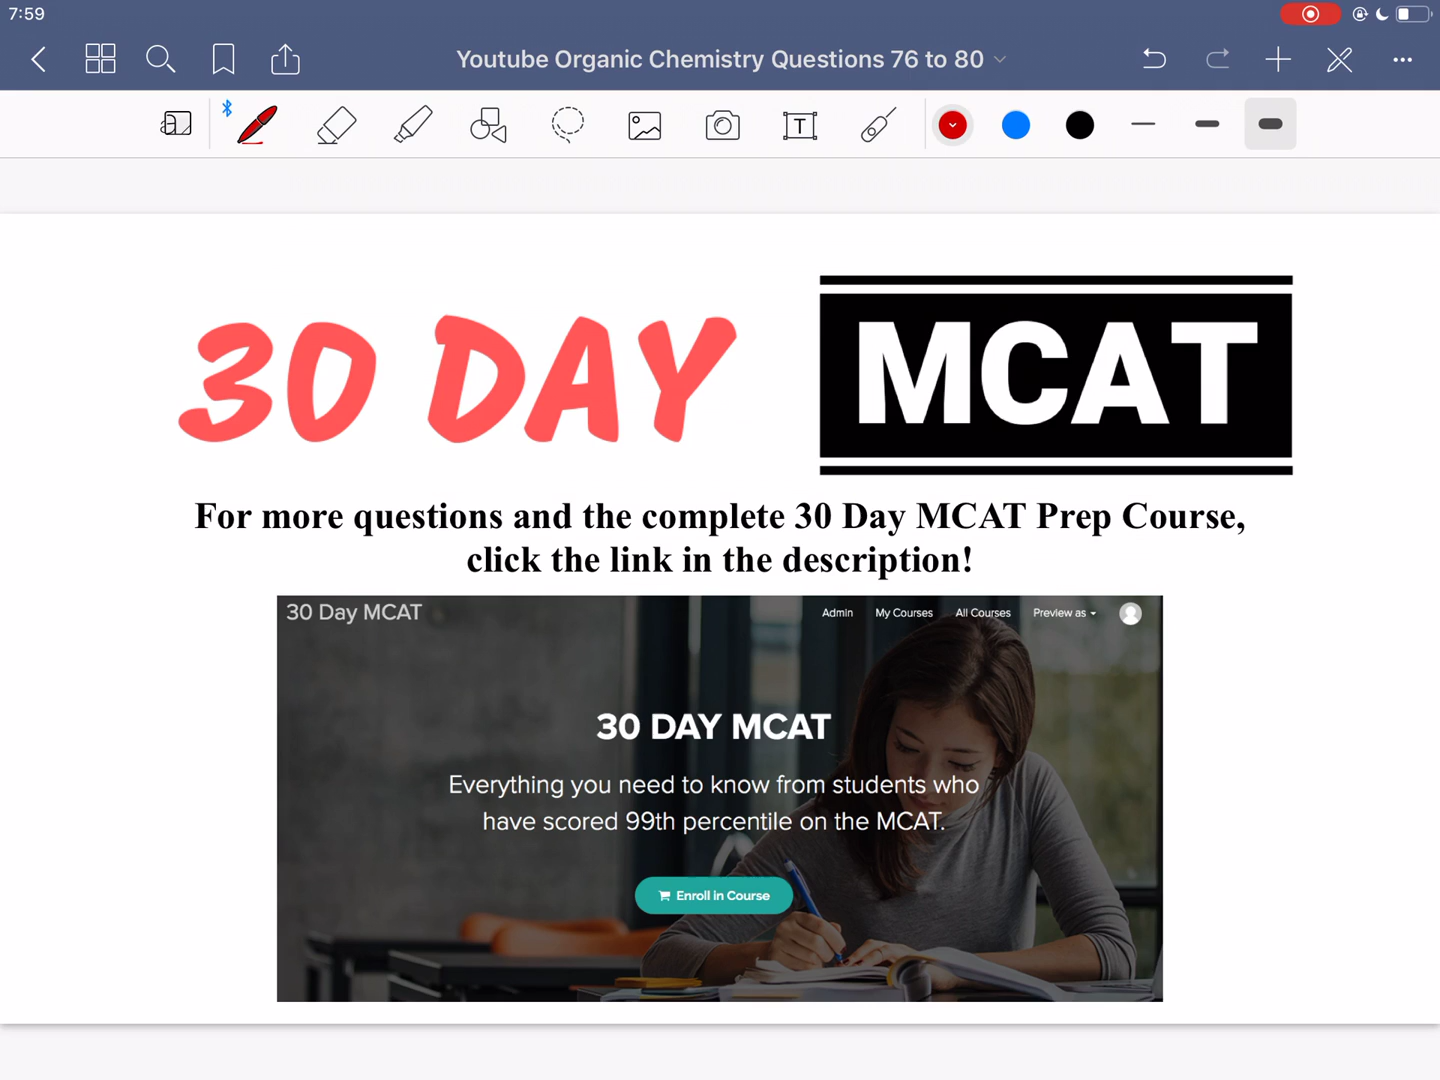 7:59
Youtube Organic Chemistry Questions 76 to 80
T
30 DAY MCAT
For more questions and the complete 30 Day MCAT Prep Course,
click the link in the description!
30 Day MCAT Admin My Courses All Courses Preview as
30 DAY MCAT
Everything you need to know from students who
have scored 99th percentile on the MCAT.
Enroll in Course